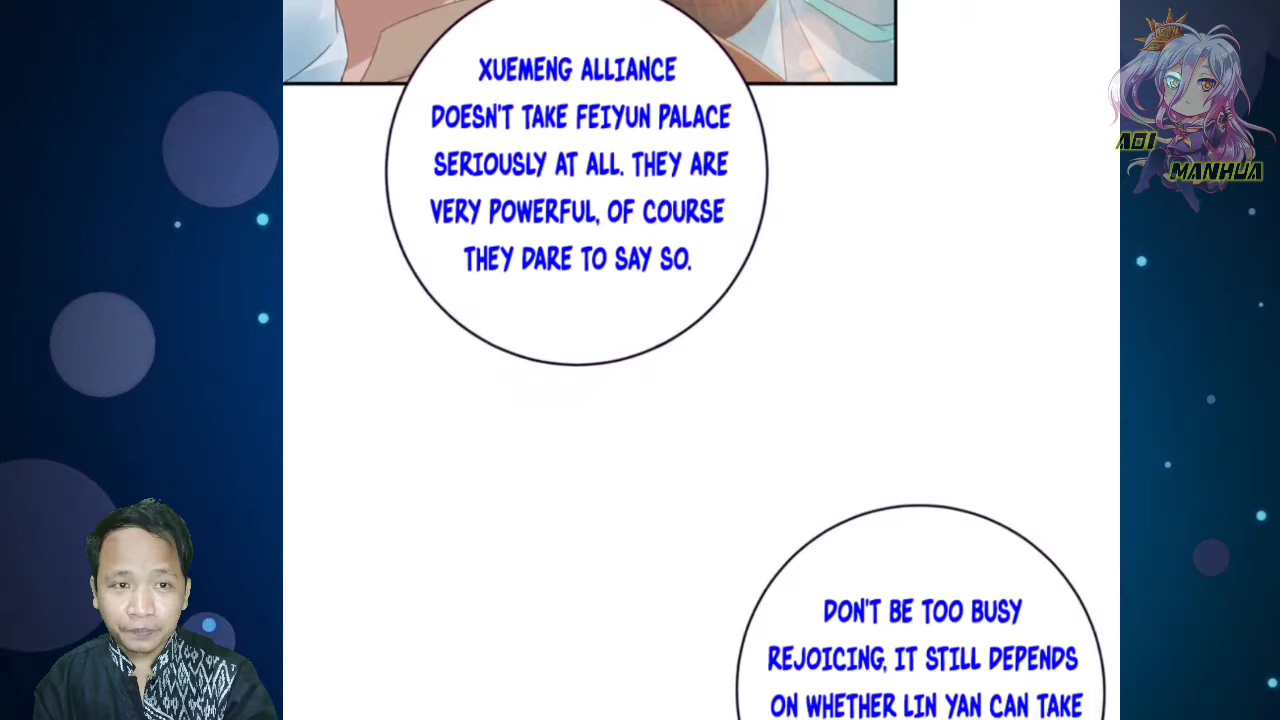 XUEMENG ALLIANCE
DOESN'T TAKE FEIYUN PALACE
SERIOUSLY AT ALL. THEY ARE
VERY POWERFUL, OF COURSE
THEY DARE TO SAY SO.
AOI
MANHUA
DON'T BE TOO BUSY
REJOICING, IT STILL DEPENDS
ON WHETHER LIN YAN CAN TAKE